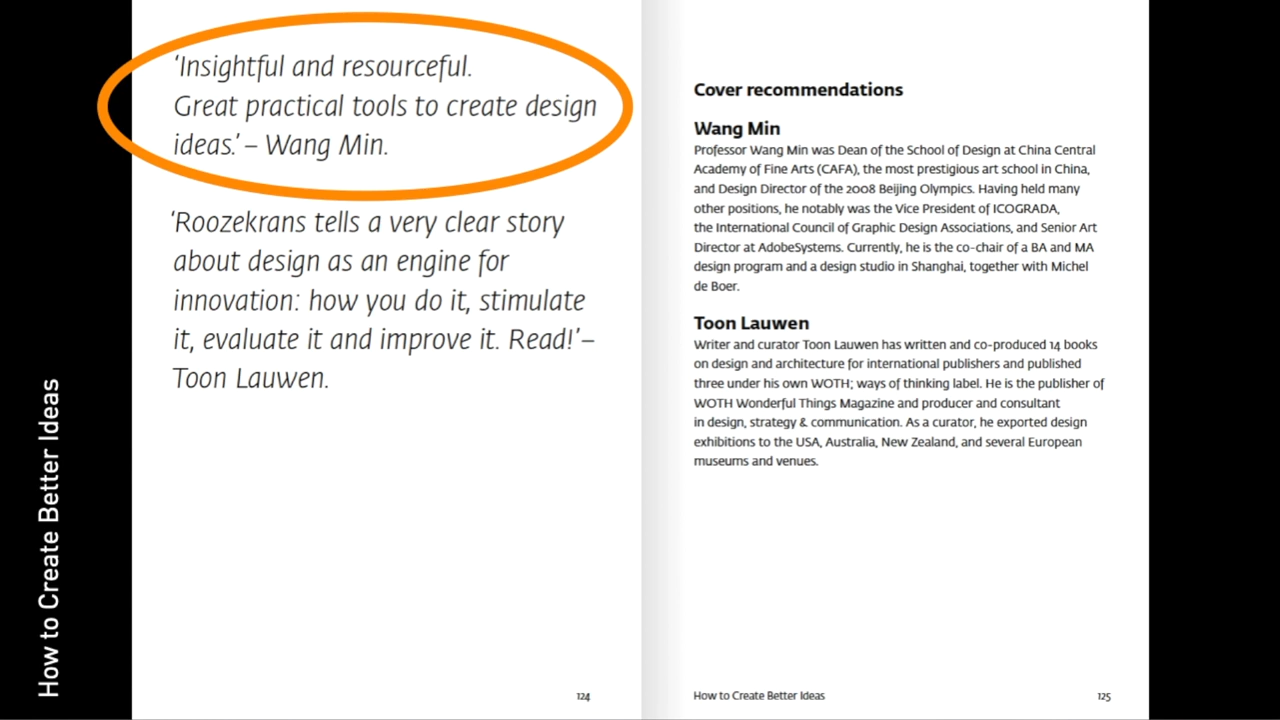 How to Create Better Ideas
‘Insightful and resourceful.
Great practical tools to create design
ideas.’ – Wang Min.
‘Roozekrans tells a very clear story
about design as an engine for
innovation: how you do it, stimulate
it, evaluate it and improve it. Read!’ –
Toon Lauwen.
124
Cover recommendations
Wang Min
Professor Wang Min was Dean of the School of Design at China Central
Academy of Fine Arts (CAFA), the most prestigious art school in China,
and Design Director of the 2008 Beijing Olympics. Having held many
other positions, he notably was the Vice President of ICOGRADA,
the International Council of Graphic Design Associations, and Senior Art
Director at AdobeSystems. Currently, he is the co-chair of a BA and MA
design program and a design studio in Shanghai, together with Michel
de Boer.
Toon Lauwen
Writer and curator Toon Lauwen has written and co-produced 14 books
on design and architecture for international publishers and published
three under his own WOTH; ways of thinking label. He is the publisher of
WOTH Wonderful Things Magazine and producer and consultant
in design, strategy & communication. As a curator, he exported design
exhibitions to the USA, Australia, New Zealand, and several European
museums and venues.
How to Create Better Ideas
125